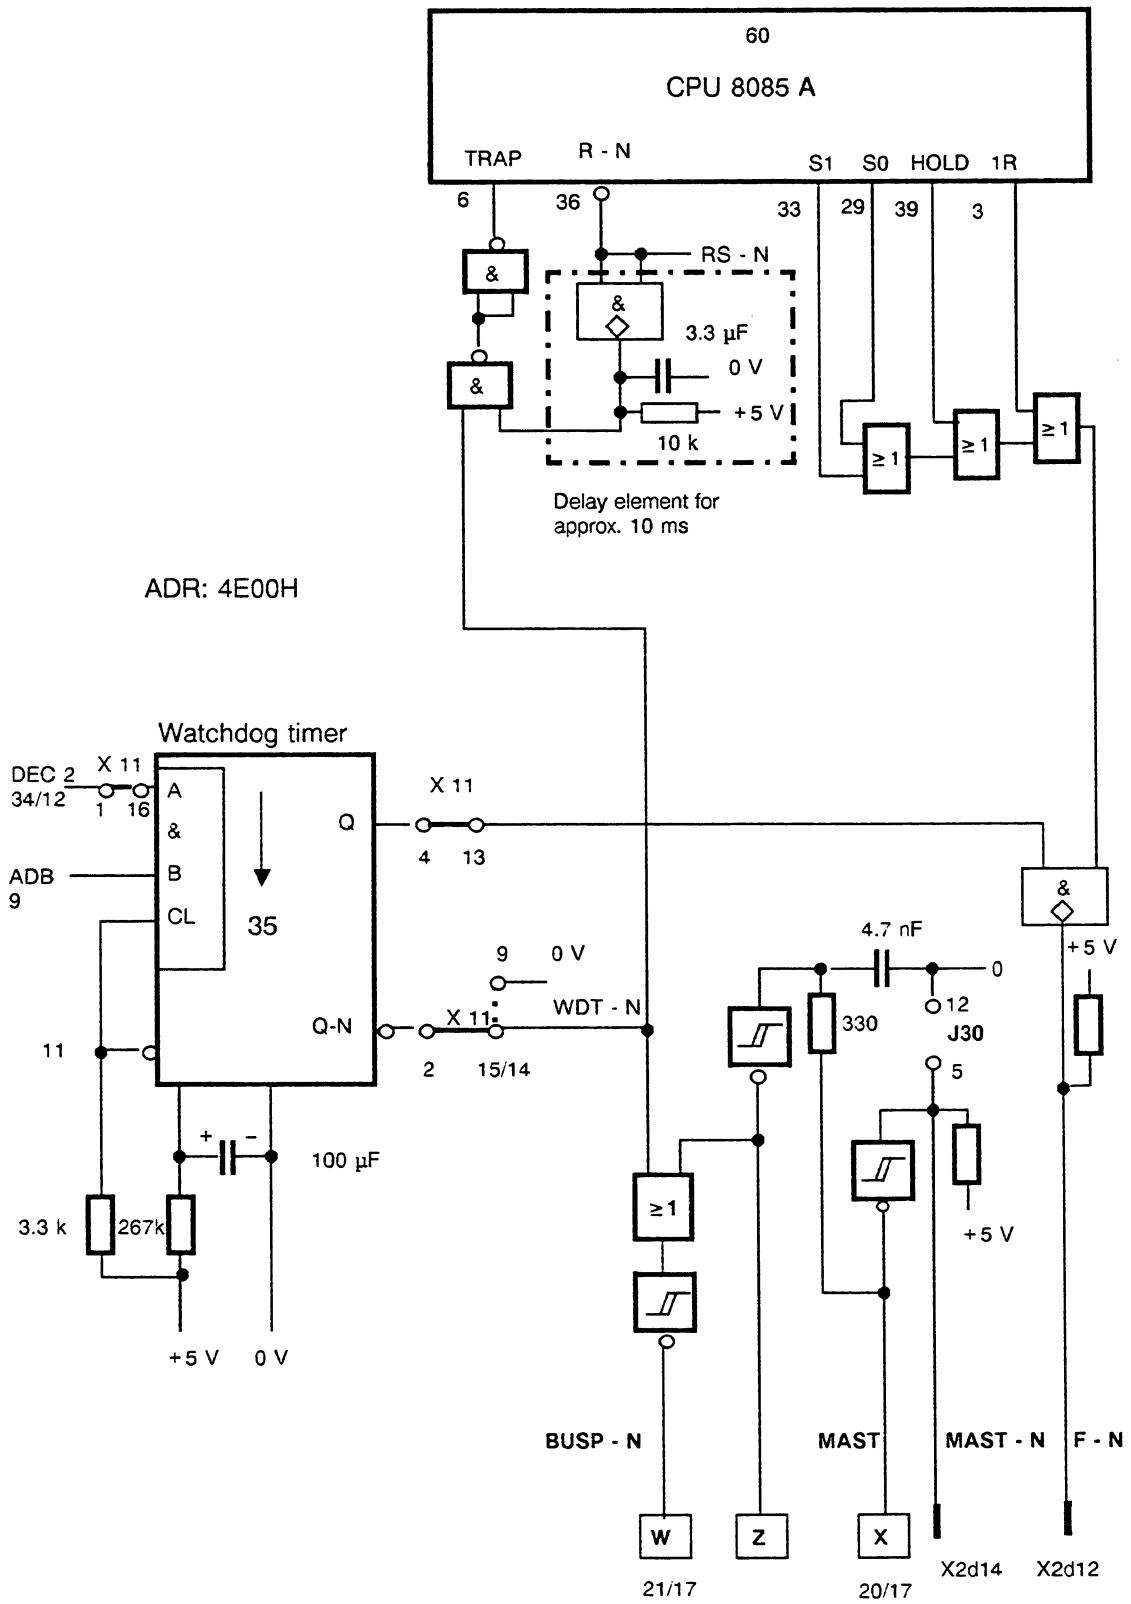 60
CPU 8085 A
TRAP
R - N
S1
S0
HOLD
1R
6
36
33
29
39
3
RS - N
&
&
3.3 µF
0 V
&
+5 V
10 k
≥1
≥1
≥1
Delay element for
approx. 10 ms
ADR: 4E00H
Watchdog timer
DEC 2
34/12
X 11
1
16
A
&
B
CL
ADB
9
35
Q
X 11
4
13
&
+5 V
4.7 nF
0
9
0 V
WDT - N
12
J30
5
330
Q-N
X 11
2
15/14
11
+
-
100 µF
3.3 k
267k
≥1
+5 V
+5 V
0 V
BUSP - N
MAST
MAST - N
F - N
W
Z
X
21/17
20/17
X2d14
X2d12